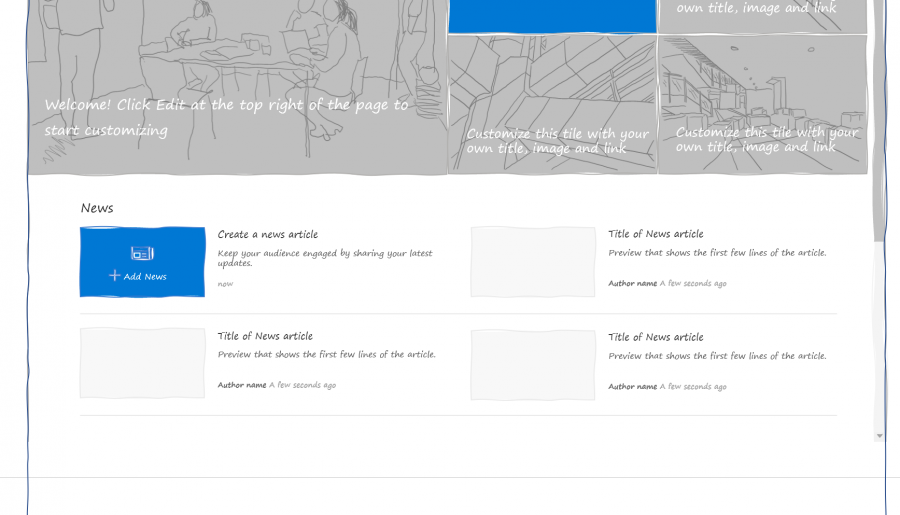 own title, image and link
Welcome! Click Edit at the top right of the page to
start customizing
Customize this tile with your
own title, image and link
Customize this tile with your
own title, image and link
News
Add News
Create a news article
Keep your audience engaged by sharing your latest
updates.
now
Title of News article
Preview that shows the first few lines of the article.
Author name A few seconds ago
Title of News article
Preview that shows the first few lines of the article.
Author name A few seconds ago
Title of News article
Preview that shows the first few lines of the article.
Author name A few seconds ago